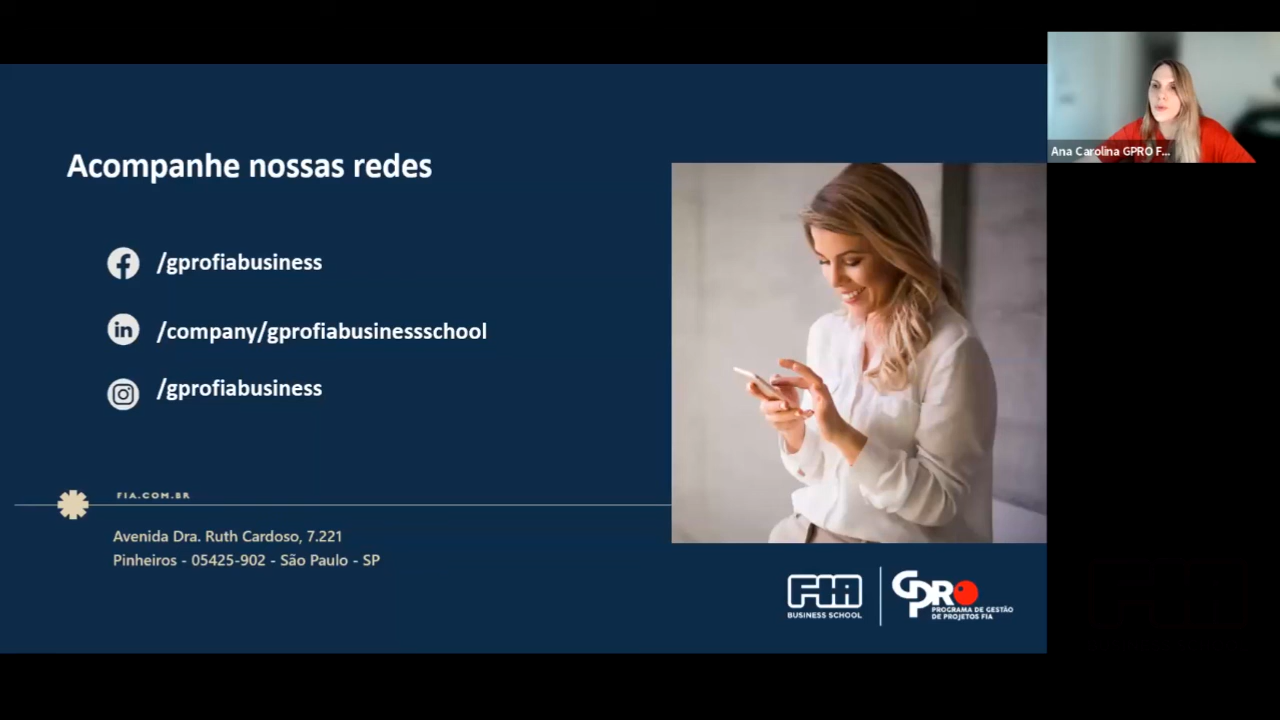 Acompanhe nossas redes
/gprofiabusiness
/company/gprofiabusinessschool
/gprofiabusiness
FIA.COM.BR
Avenida Dra. Ruth Cardoso, 7.221
Pinheiros - 05425-902 - São Paulo - SP
FIA
BUSINESS SCHOOL
GPRO
PROGRAMA DE GESTÃO
DE PROJETOS FIA
Ana Carolina GPRO F...